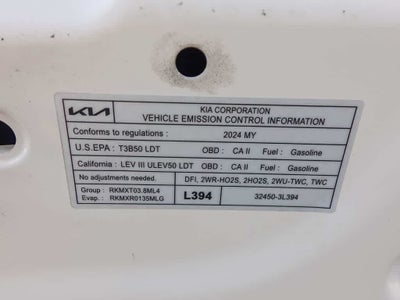 KIA KIA CORPORATION
VEHICLE EMISSION CONTROL INFORMATION
Conforms to regulations : 2024 MY
U.S.EPA : T3B50 LDT OBD : CA II Fuel : Gasoline
California : LEV III ULEV50 LDT OBD : CA II Fuel : Gasoline
No adjustments needed. DFI, 2WR-HO2S, 2HO2S, 2WU-TWC, TWC
Group : RKMXT03.8ML4
Evap. : RKMXR0135MLG
L394 32450-3L394